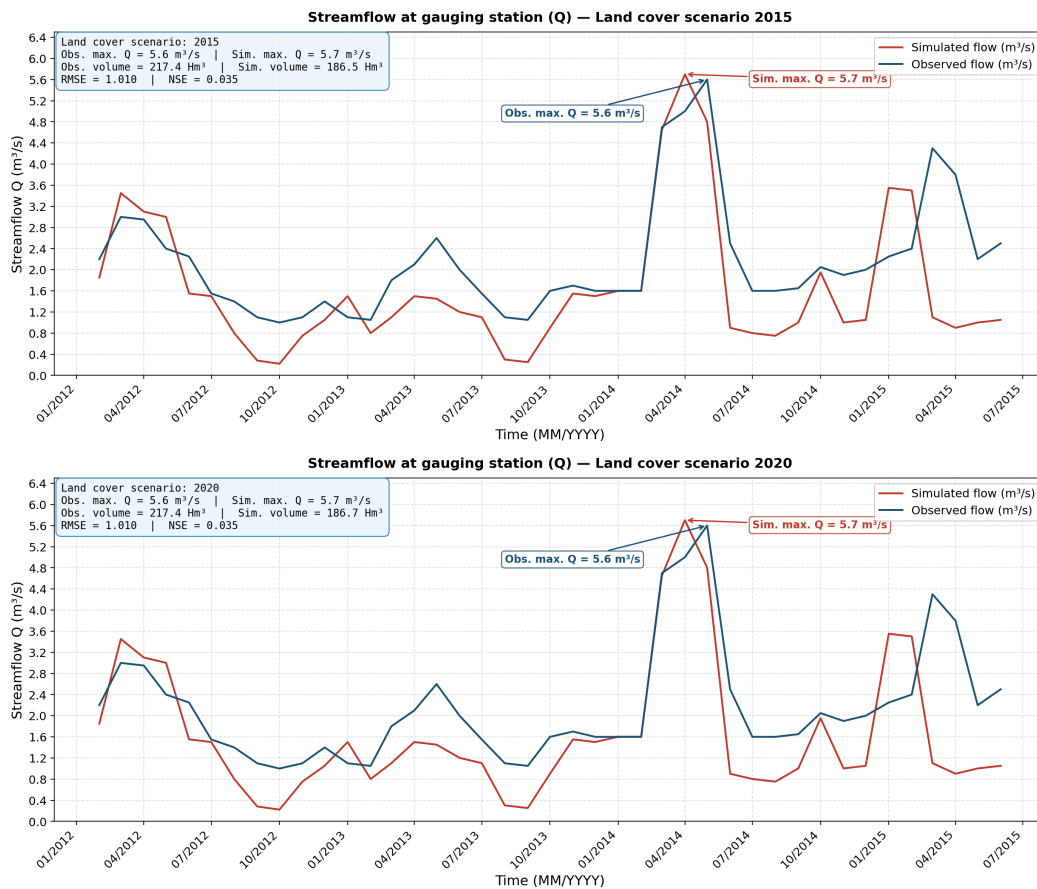 Streamflow at gauging station (Q) — Land cover scenario 2015
Land cover scenario: 2015
Obs. max. Q = 5.6 m³/s  |  Sim. max. Q = 5.7 m³/s
Obs. volume = 217.4 Hm³  |  Sim. volume = 186.5 Hm³
RMSE = 1.010  |  NSE = 0.035
Simulated flow (m³/s)
Observed flow (m³/s)
Sim. max. Q = 5.7 m³/s
Obs. max. Q = 5.6 m³/s
Streamflow Q (m³/s)
6.4
6.0
5.6
5.2
4.8
4.4
4.0
3.6
3.2
2.8
2.4
2.0
1.6
1.2
0.8
0.4
0.0
01/2012
04/2012
07/2012
10/2012
01/2013
04/2013
07/2013
10/2013
01/2014
04/2014
07/2014
10/2014
01/2015
04/2015
07/2015
Time (MM/YYYY)
Streamflow at gauging station (Q) — Land cover scenario 2020
Land cover scenario: 2020
Obs. max. Q = 5.6 m³/s  |  Sim. max. Q = 5.7 m³/s
Obs. volume = 217.4 Hm³  |  Sim. volume = 186.7 Hm³
RMSE = 1.010  |  NSE = 0.035
Simulated flow (m³/s)
Observed flow (m³/s)
Sim. max. Q = 5.7 m³/s
Obs. max. Q = 5.6 m³/s
Streamflow Q (m³/s)
6.4
6.0
5.6
5.2
4.8
4.4
4.0
3.6
3.2
2.8
2.4
2.0
1.6
1.2
0.8
0.4
0.0
01/2012
04/2012
07/2012
10/2012
01/2013
04/2013
07/2013
10/2013
01/2014
04/2014
07/2014
10/2014
01/2015
04/2015
07/2015
Time (MM/YYYY)